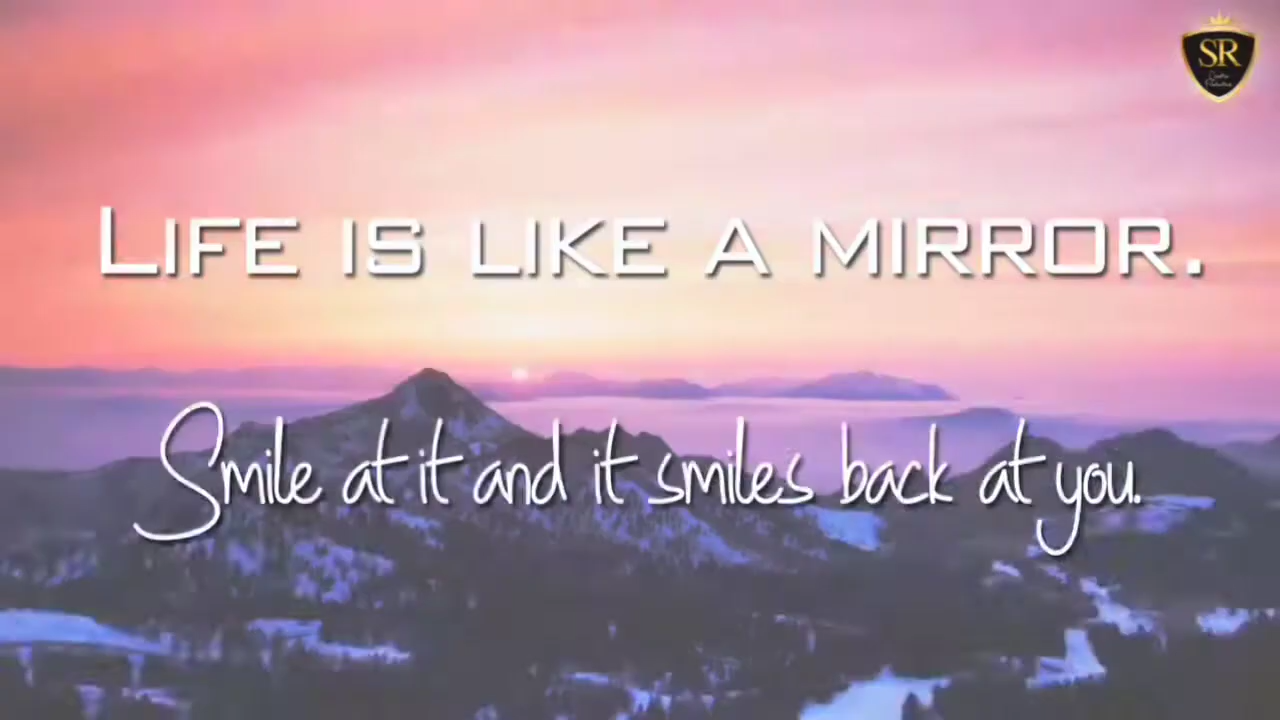 SR
LIFE IS LIKE A MIRROR.
Smile at it and it smiles back at you.